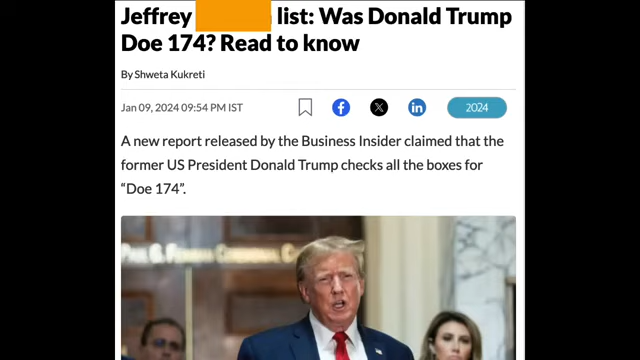 Jeffrey list: Was Donald Trump
Doe 174? Read to know
By Shweta Kukreti
Jan 09, 2024 09:54 PM IST f X in 2024
A new report released by the Business Insider claimed that the
former US President Donald Trump checks all the boxes for
“Doe 174”.